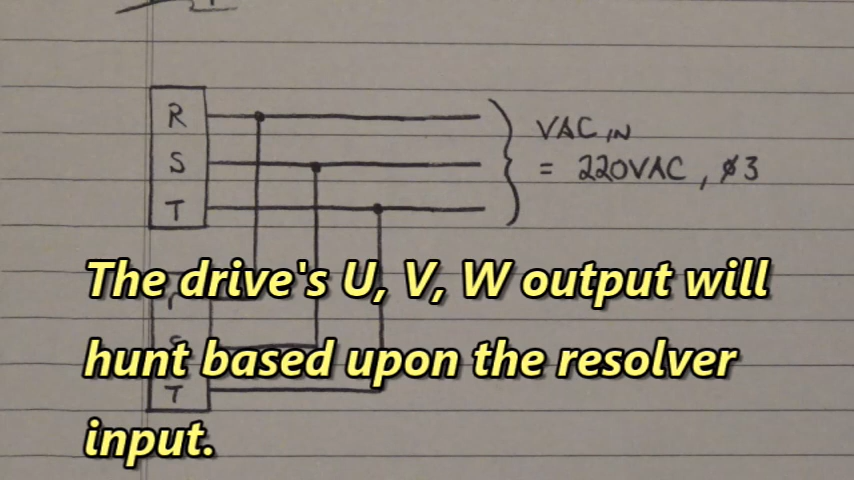 R
S
T
VAC IN
= 220VAC, ø3
The drive's U, V, W output will
hunt based upon the resolver
input.
T